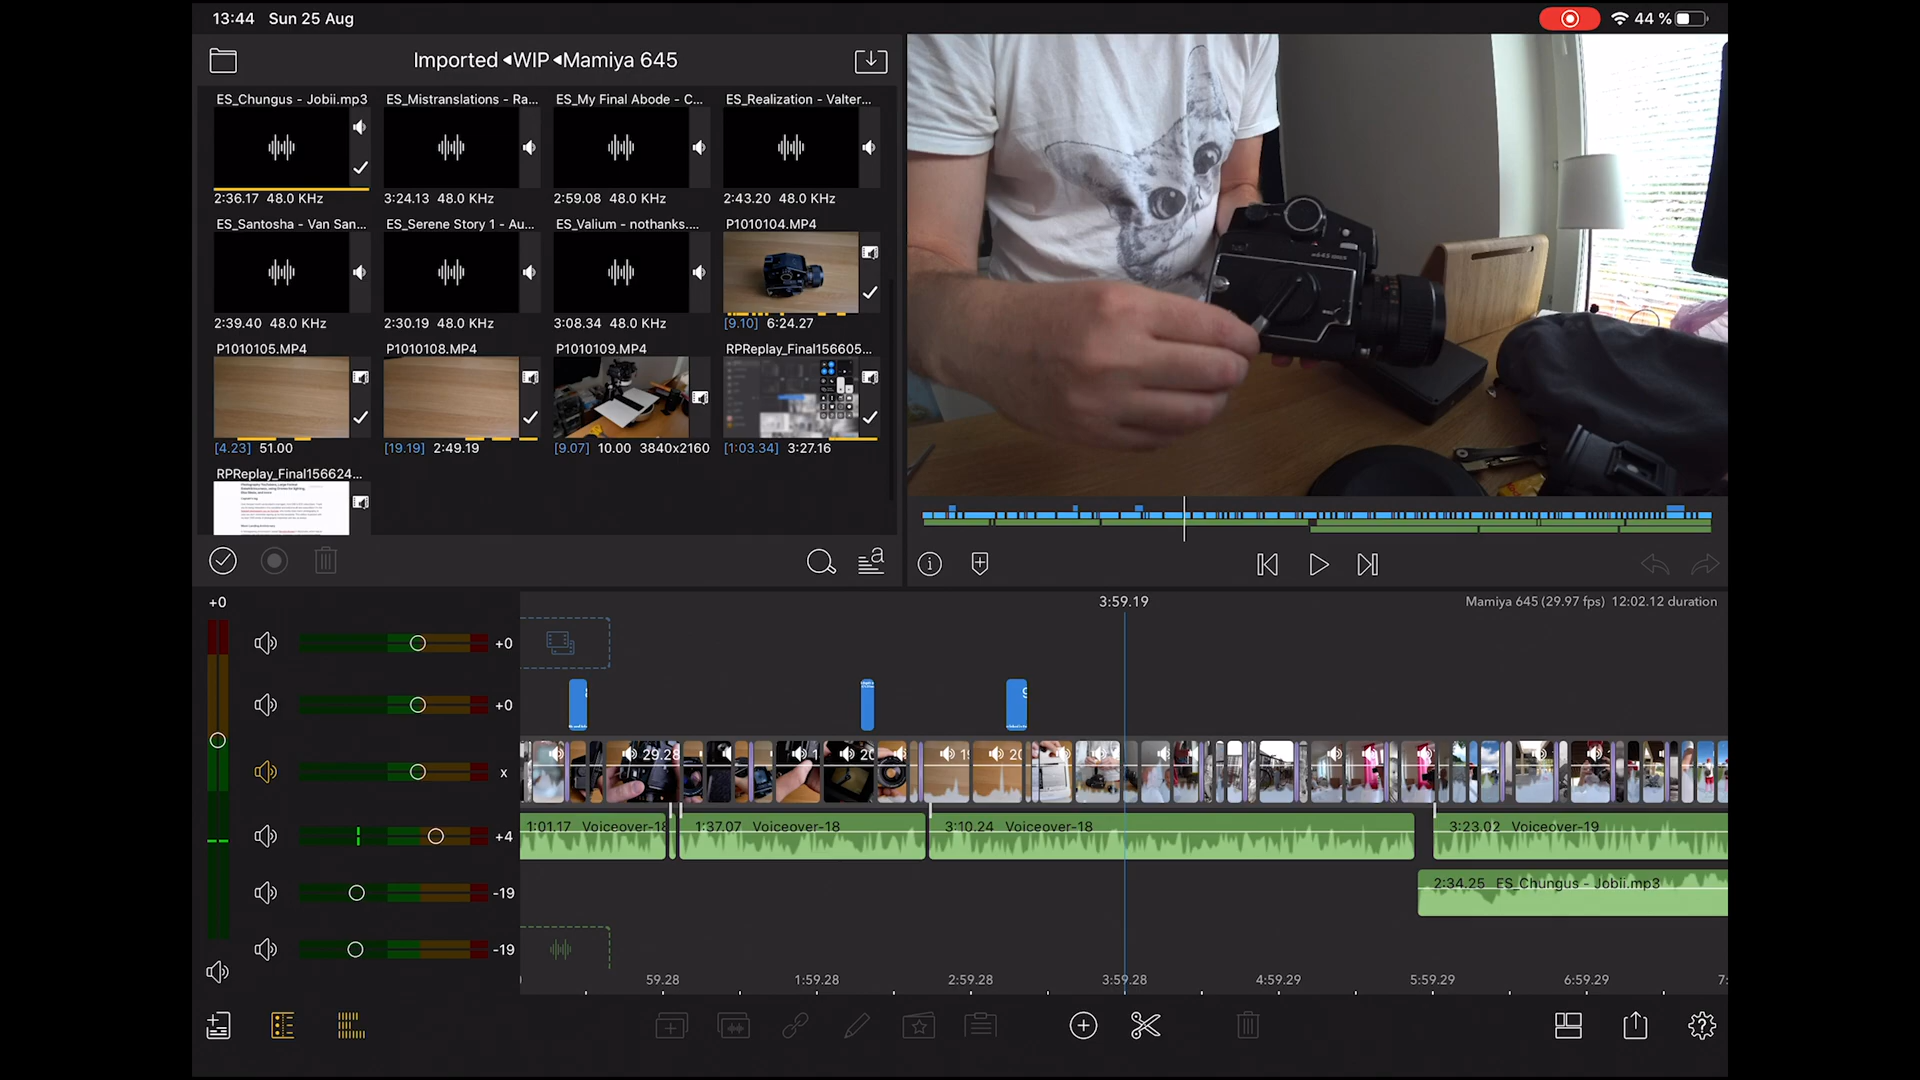 13:44 Sun 25 Aug
44 %
Imported ◂WIP ◂Mamiya 645
ES_Chungus - Jobii.mp3
ES_Mistranslations - Ra...
ES_My Final Abode - C...
ES_Realization - Valter...
2:36.17 48.0 KHz
3:24.13 48.0 KHz
2:59.08 48.0 KHz
2:43.20 48.0 KHz
ES_Santosha - Van San...
ES_Serene Story 1 - Au...
ES_Valium - nothanks....
P1010104.MP4
2:39.40 48.0 KHz
2:30.19 48.0 KHz
3:08.34 48.0 KHz
[9.10] 6:24.27
P1010105.MP4
P1010108.MP4
P1010109.MP4
RPReplay_Final156605...
[4.23] 51.00
[19.19] 2:49.19
[9.07] 10.00 3840x2160
[1:03.34] 3:27.16
RPReplay_Final156624...
+0
3:59.19
Mamiya 645 (29.97 fps) 12:02.12 duration
+0
+0
x
29.28
+4
1:01.17 Voiceover-18
1:37.07 Voiceover-18
3:10.24 Voiceover-18
3:23.02 Voiceover-19
-19
2:34.25 ES_Chungus - Jobii.mp3
-19
59.28
1:59.28
2:59.28
3:59.28
4:59.29
5:59.29
6:59.29